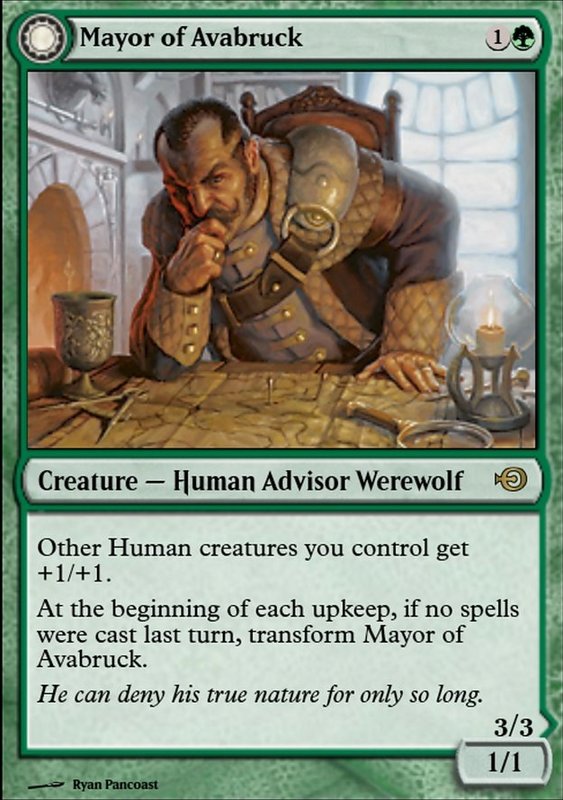 Mayor of Avabruck 1
Creature — Human Advisor Werewolf
Other Human creatures you control get
+1/+1.
At the beginning of each upkeep, if no spells
were cast last turn, transform Mayor of
Avabruck.
He can deny his true nature for only so long.
3/3
1/1
Ryan Pancoast